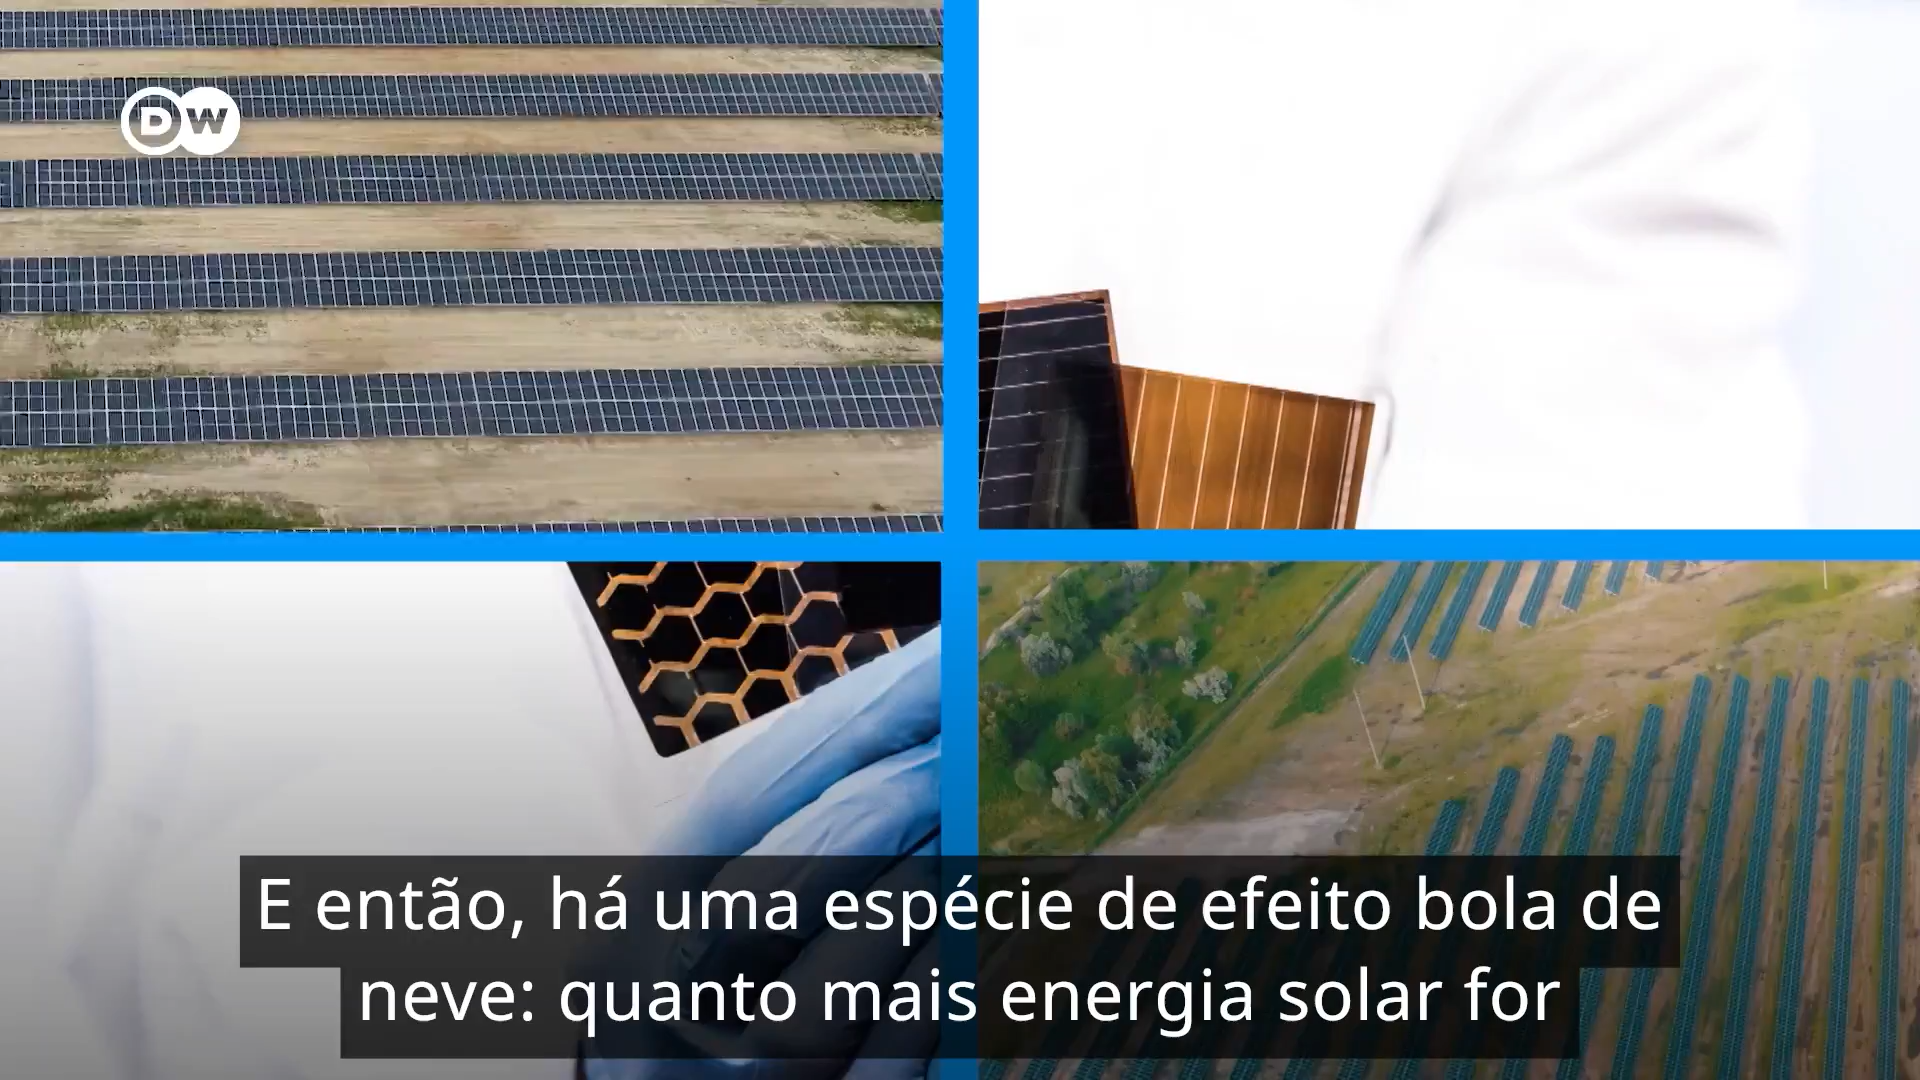 DW
E então, há uma espécie de efeito bola de
neve: quanto mais energia solar for